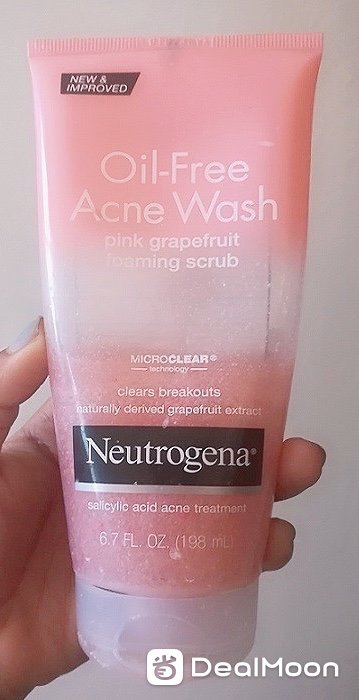 NEW &
IMPROVED
Oil-Free
Acne Wash
pink grapefruit
foaming scrub
MICROCLEAR®
technology
clears breakouts
naturally derived grapefruit extract
Neutrogena®
salicylic acid acne treatment
6.7 FL. OZ. (198 mL)
DealMoon